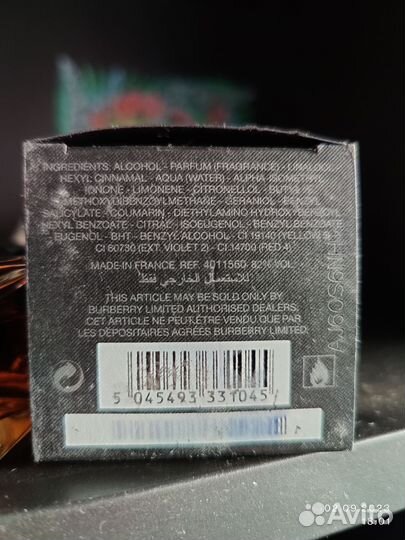 INGREDIENTS: ALCOHOL - PARFUM (FRAGRANCE) - LINALOOL
HEXYL CINNAMAL - AQUA (WATER) - ALPHA-ISOMETHYL
IONONE - LIMONENE - CITRONELLOL - BUTYL
METHOXYDIBENZOYLMETHANE - GERANIOL - BENZYL
SALICYLATE - COUMARIN - DIETHYLAMINO HYDROXYBENZOYL
HEXYL BENZOATE - CITRAL - ISOEUGENOL - BENZYL BENZOATE
EUGENOL - BHT - BENZYL ALCOHOL - CI 19140 (YELLOW 5)
CI 60730 (EXT. VIOLET 2) - CI 14700 (RED 4)
MADE IN FRANCE REF. 4011560 82% VOL.
للاستعمال الخارجي فقط
THIS ARTICLE MAY BE SOLD ONLY BY
BURBERRY LIMITED AUTHORISED DEALERS.
CET ARTICLE NE PEUT ÊTRE VENDU QUE PAR
LES DÉPOSITAIRES AGRÉÉS BURBERRY LIMITED.
5 045493 331045
Avito